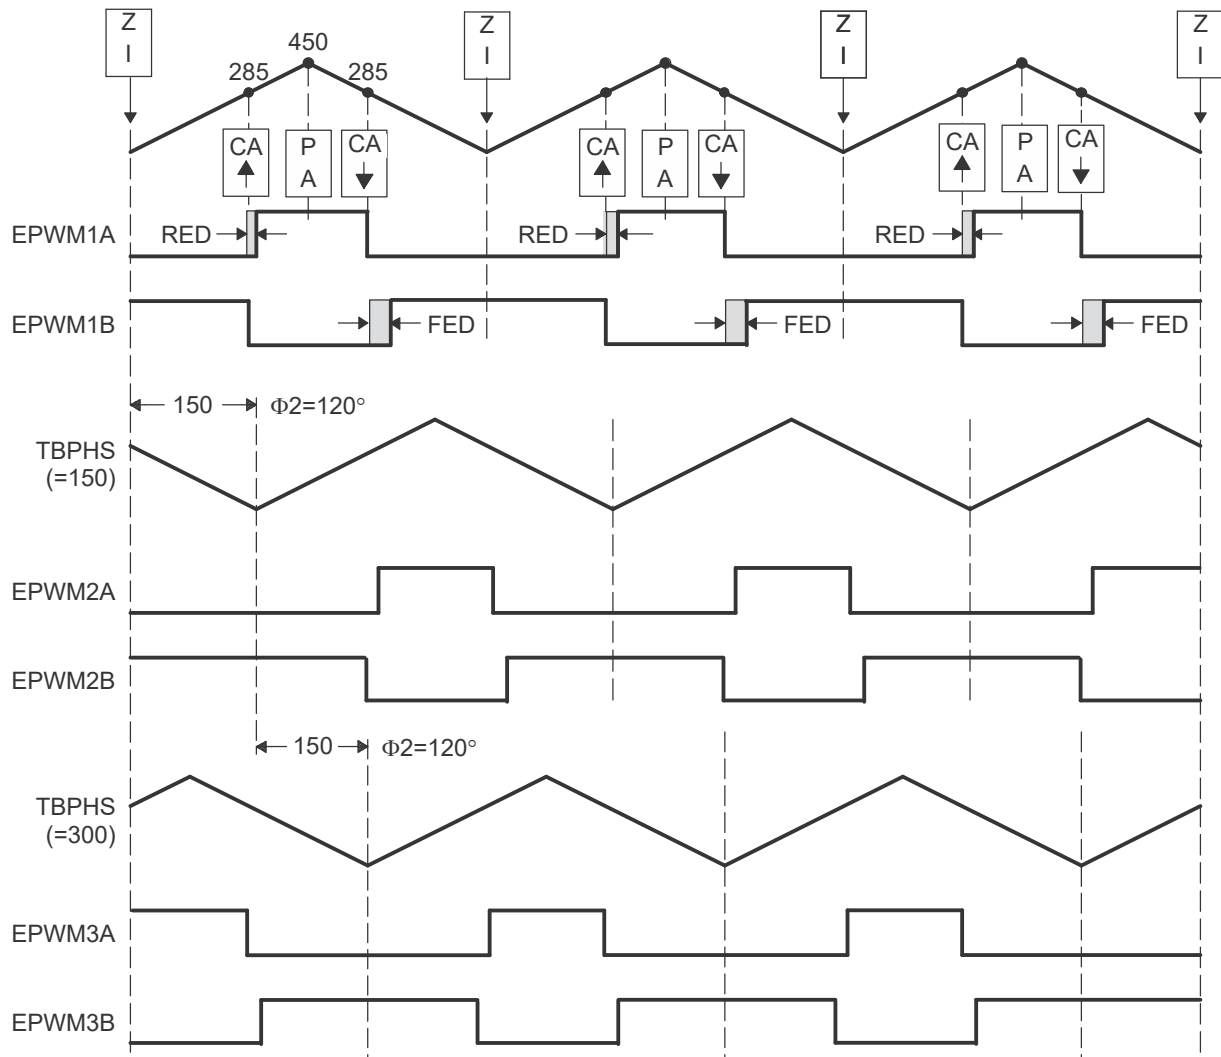 Z Z Z Z
I I I I
450
285 285
CA P CA CA P CA CA P CA
A A A
EPWM1A RED RED RED
EPWM1B FED FED FED
150 Φ2=120°
TBPHS
(=150)
EPWM2A
EPWM2B
150 Φ2=120°
TBPHS
(=300)
EPWM3A
EPWM3B